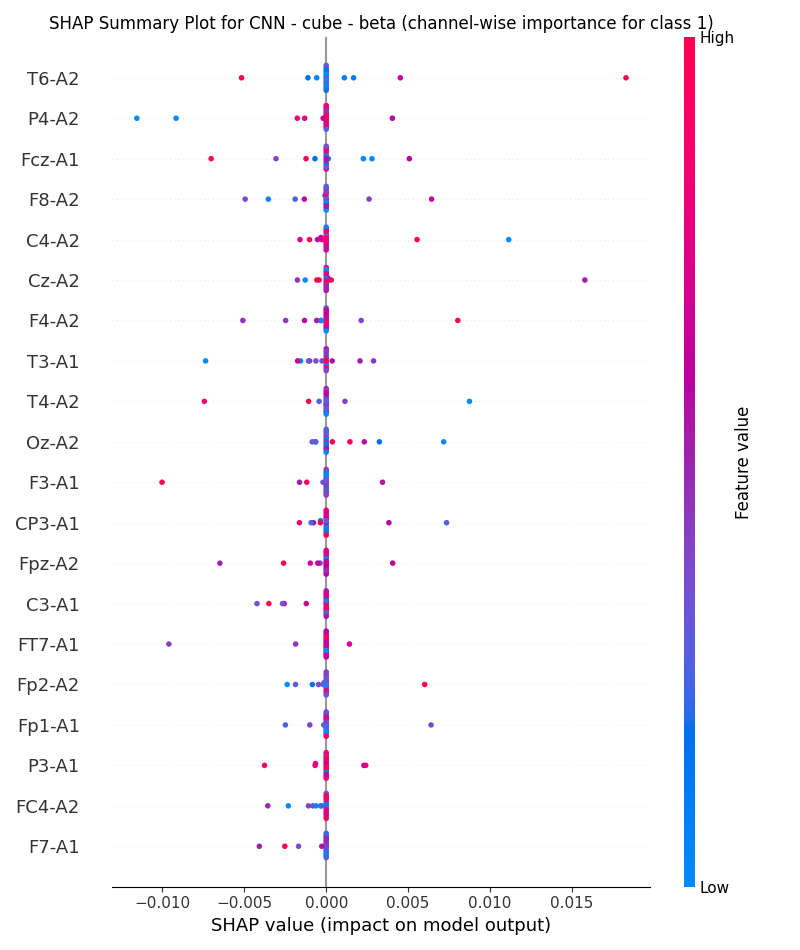 SHAP Summary Plot for CNN - cube - beta (channel-wise importance for class 1)
High
T6-A2
P4-A2
Fcz-A1
F8-A2
C4-A2
Cz-A2
F4-A2
T3-A1
T4-A2
Oz-A2
F3-A1
CP3-A1
Fpz-A2
C3-A1
FT7-A1
Fp2-A2
Fp1-A1
P3-A1
FC4-A2
F7-A1
Feature value
Low
−0.010 −0.005 0.000 0.005 0.010 0.015
SHAP value (impact on model output)